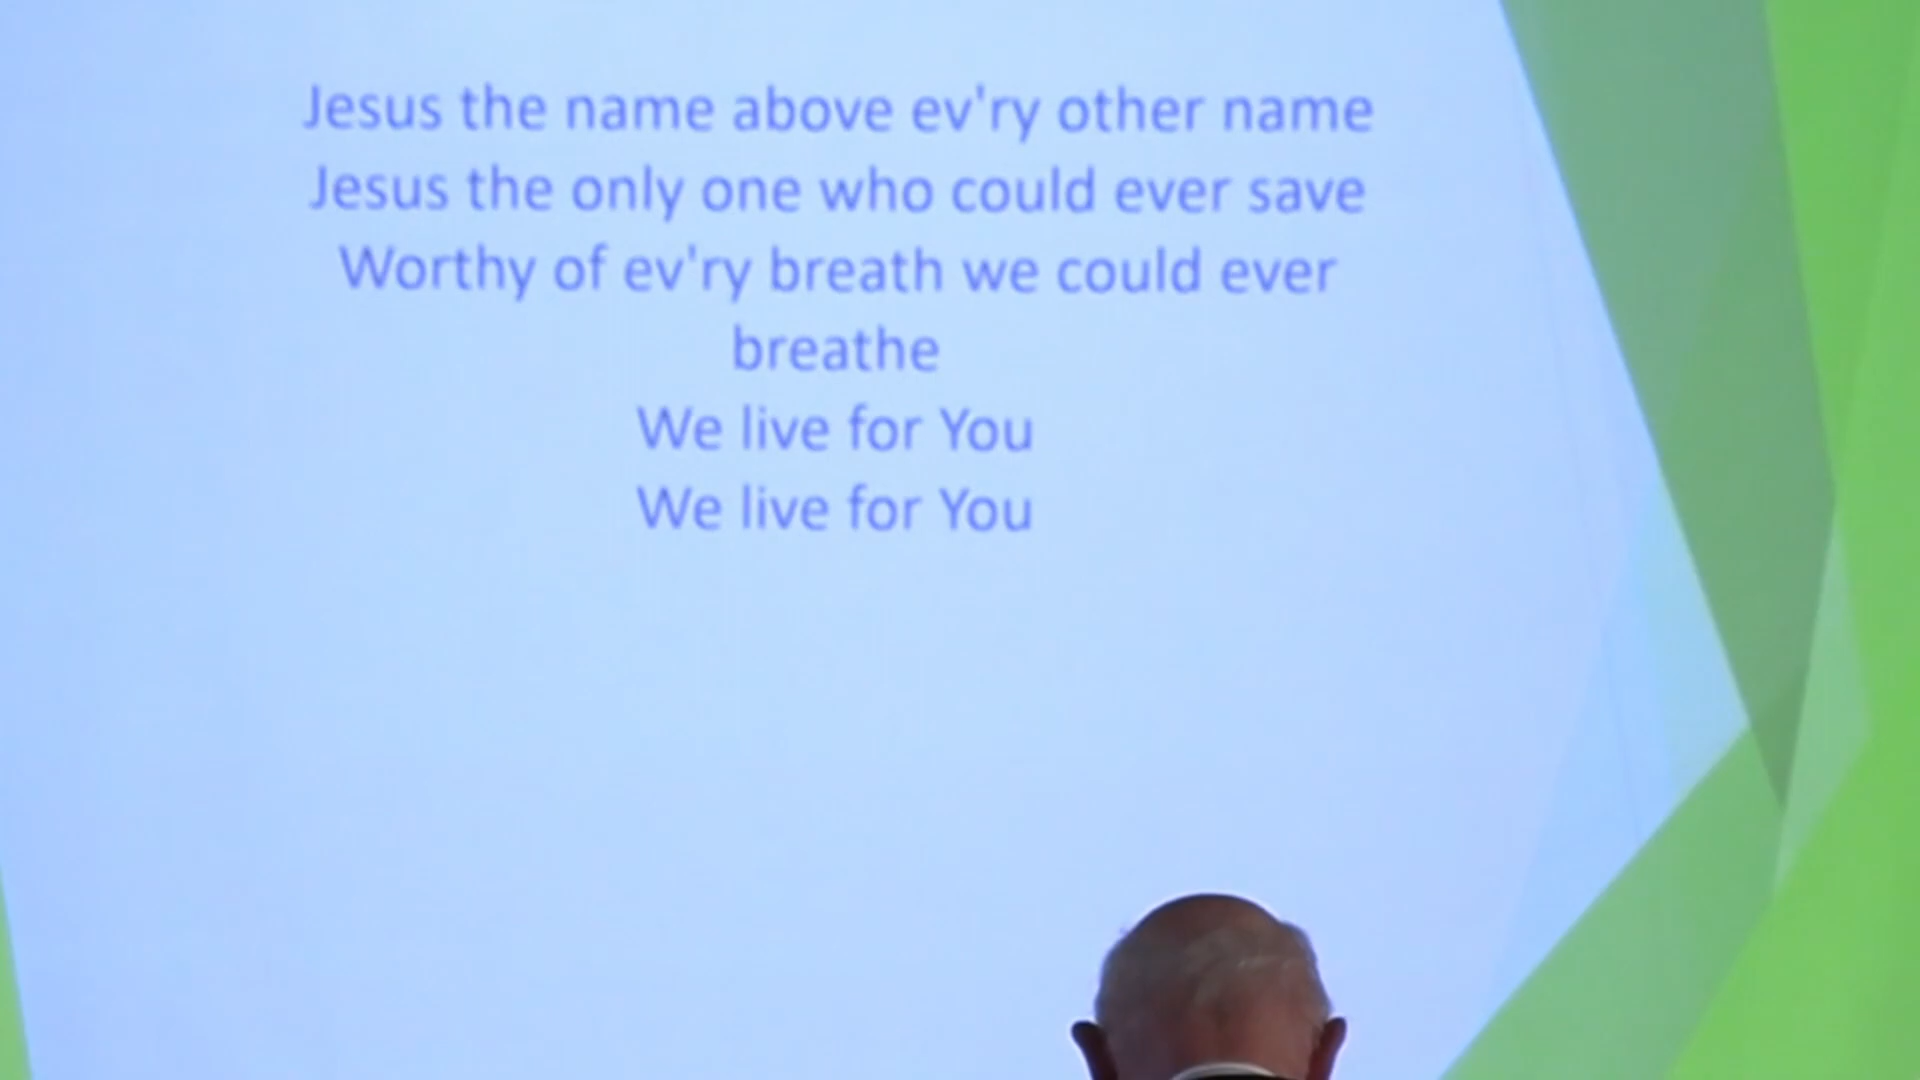 Jesus the name above ev'ry other name
Jesus the only one who could ever save
Worthy of ev'ry breath we could ever
breathe
We live for You
We live for You